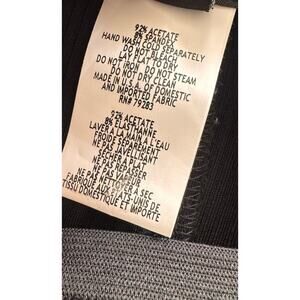 92% ACETATE
8% SPANDEX
HAND WASH COLD SEPARATELY
DO NOT BLEACH
LAY FLAT TO DRY
DO NOT IRON DO NOT STEAM
DO NOT DRY CLEAN
MADE IN U.S.A. OF DOMESTIC
AND IMPORTED FABRIC
RN# 79283
92% ACETATE
8% ELASTHANNE
LAVER A LA MAIN A L'EAU
FROIDE SEPAREMENT
NE PAS JAVELLISER
SECHER A PLAT
NE PAS REPASSER
NE PAS VAPEUR
NE PAS NETTOYER A SEC
FABRIQUE AUX ETATS-UNIS DE
TISSU DOMESTIQUE ET IMPORTE